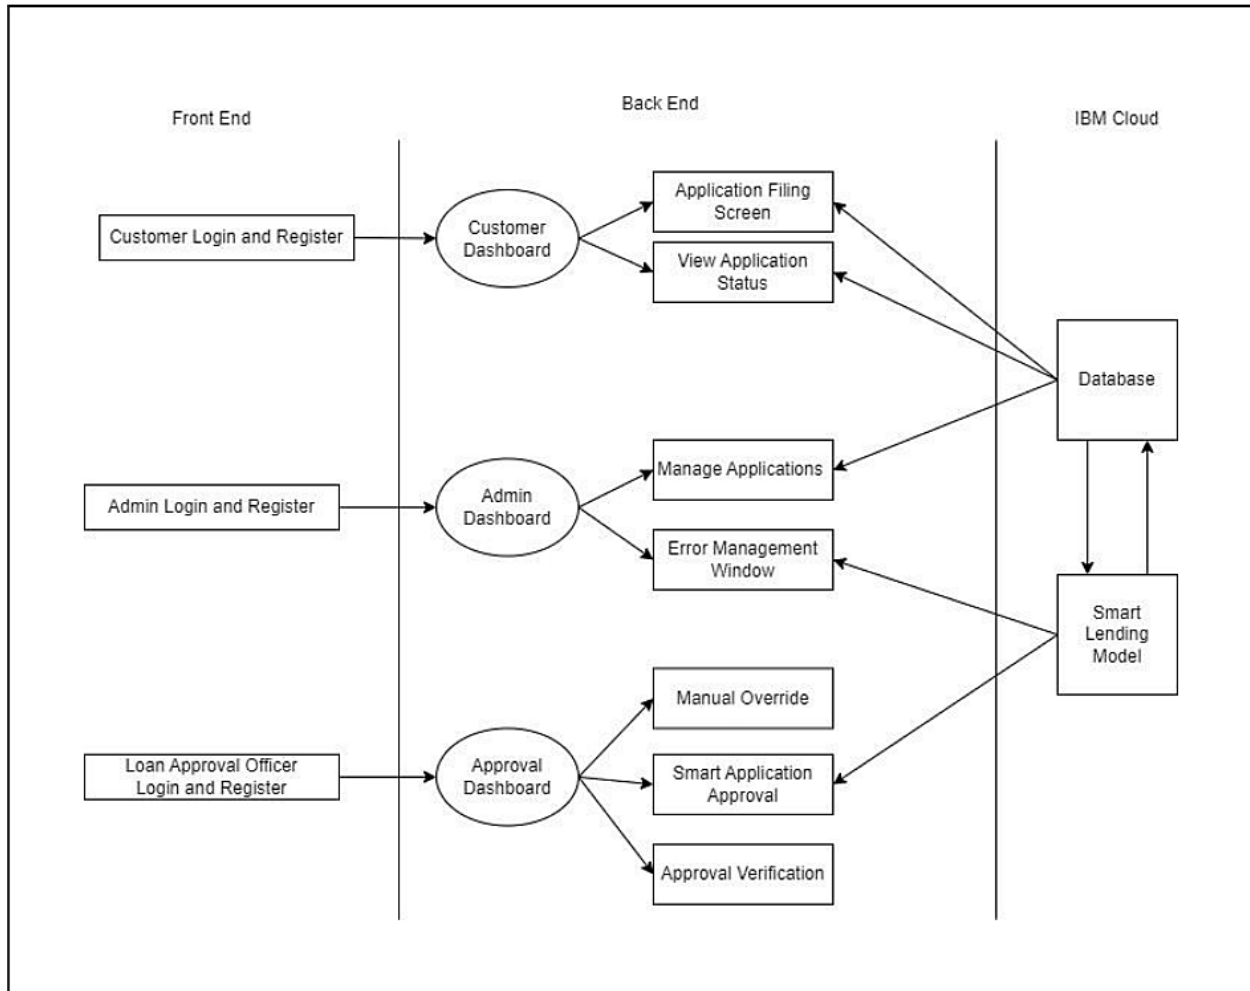 Front End
Back End
IBM Cloud
Customer Login and Register
Customer
Dashboard
Application Filing
Screen
View Application
Status
Database
Admin Login and Register
Admin
Dashboard
Manage Applications
Error Management
Window
Smart
Lending
Model
Loan Approval Officer
Login and Register
Approval
Dashboard
Manual Override
Smart Application
Approval
Approval Verification